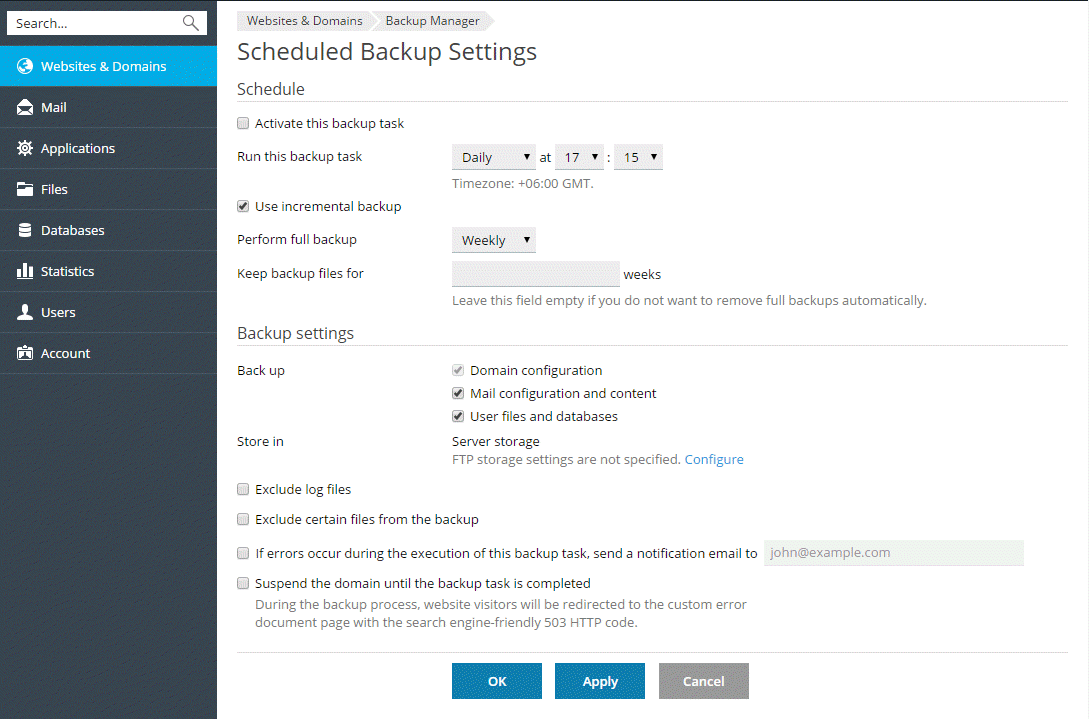 Search...
Websites & Domains
Mail
Applications
Files
Databases
Statistics
Users
Account
Websites & Domains Backup Manager
Scheduled Backup Settings
Schedule
Activate this backup task
Run this backup task Daily at 17 : 15
Timezone: +06:00 GMT.
Use incremental backup
Perform full backup Weekly
Keep backup files for weeks
Leave this field empty if you do not want to remove full backups automatically.
Backup settings
Back up Domain configuration
Mail configuration and content
User files and databases
Store in Server storage
FTP storage settings are not specified. Configure
Exclude log files
Exclude certain files from the backup
If errors occur during the execution of this backup task, send a notification email to john@example.com
Suspend the domain until the backup task is completed
During the backup process, website visitors will be redirected to the custom error
document page with the search engine-friendly 503 HTTP code.
OK Apply Cancel